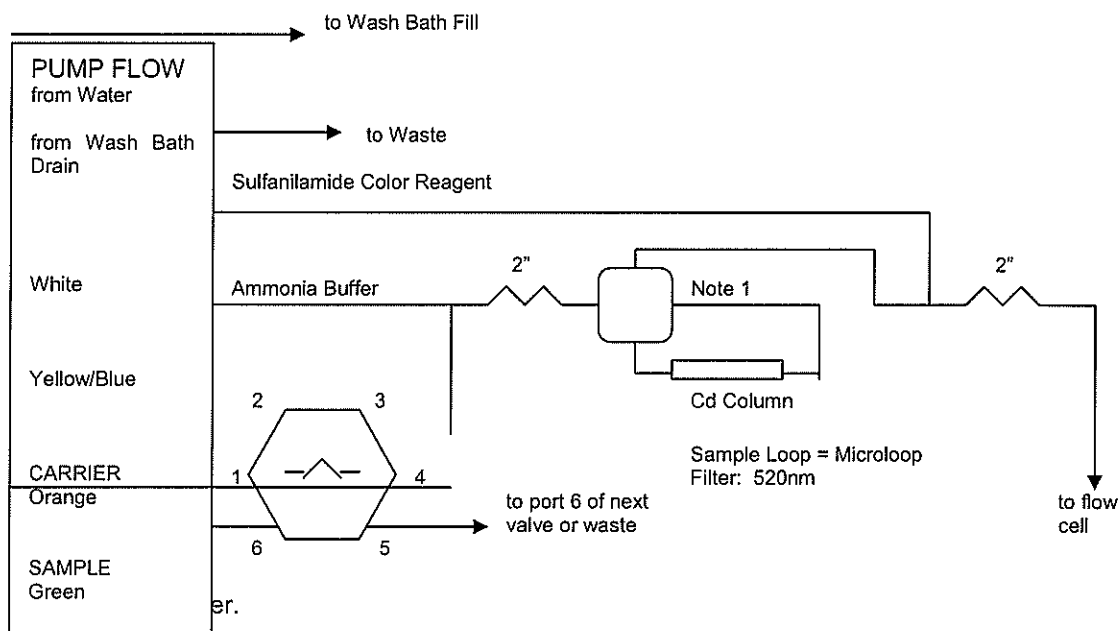 to Wash Bath Fill
PUMP FLOW
from Water
from Wash Bath
Drain
to Waste
Sulfanilamide Color Reagent
White
Ammonia Buffer
2"
Note 1
2"
Yellow/Blue
Cd Column
2
3
Sample Loop = Microloop
Filter: 520nm
CARRIER
Orange
1
4
to port 6 of next
valve or waste
to flow
cell
6
5
SAMPLE
Green
er.